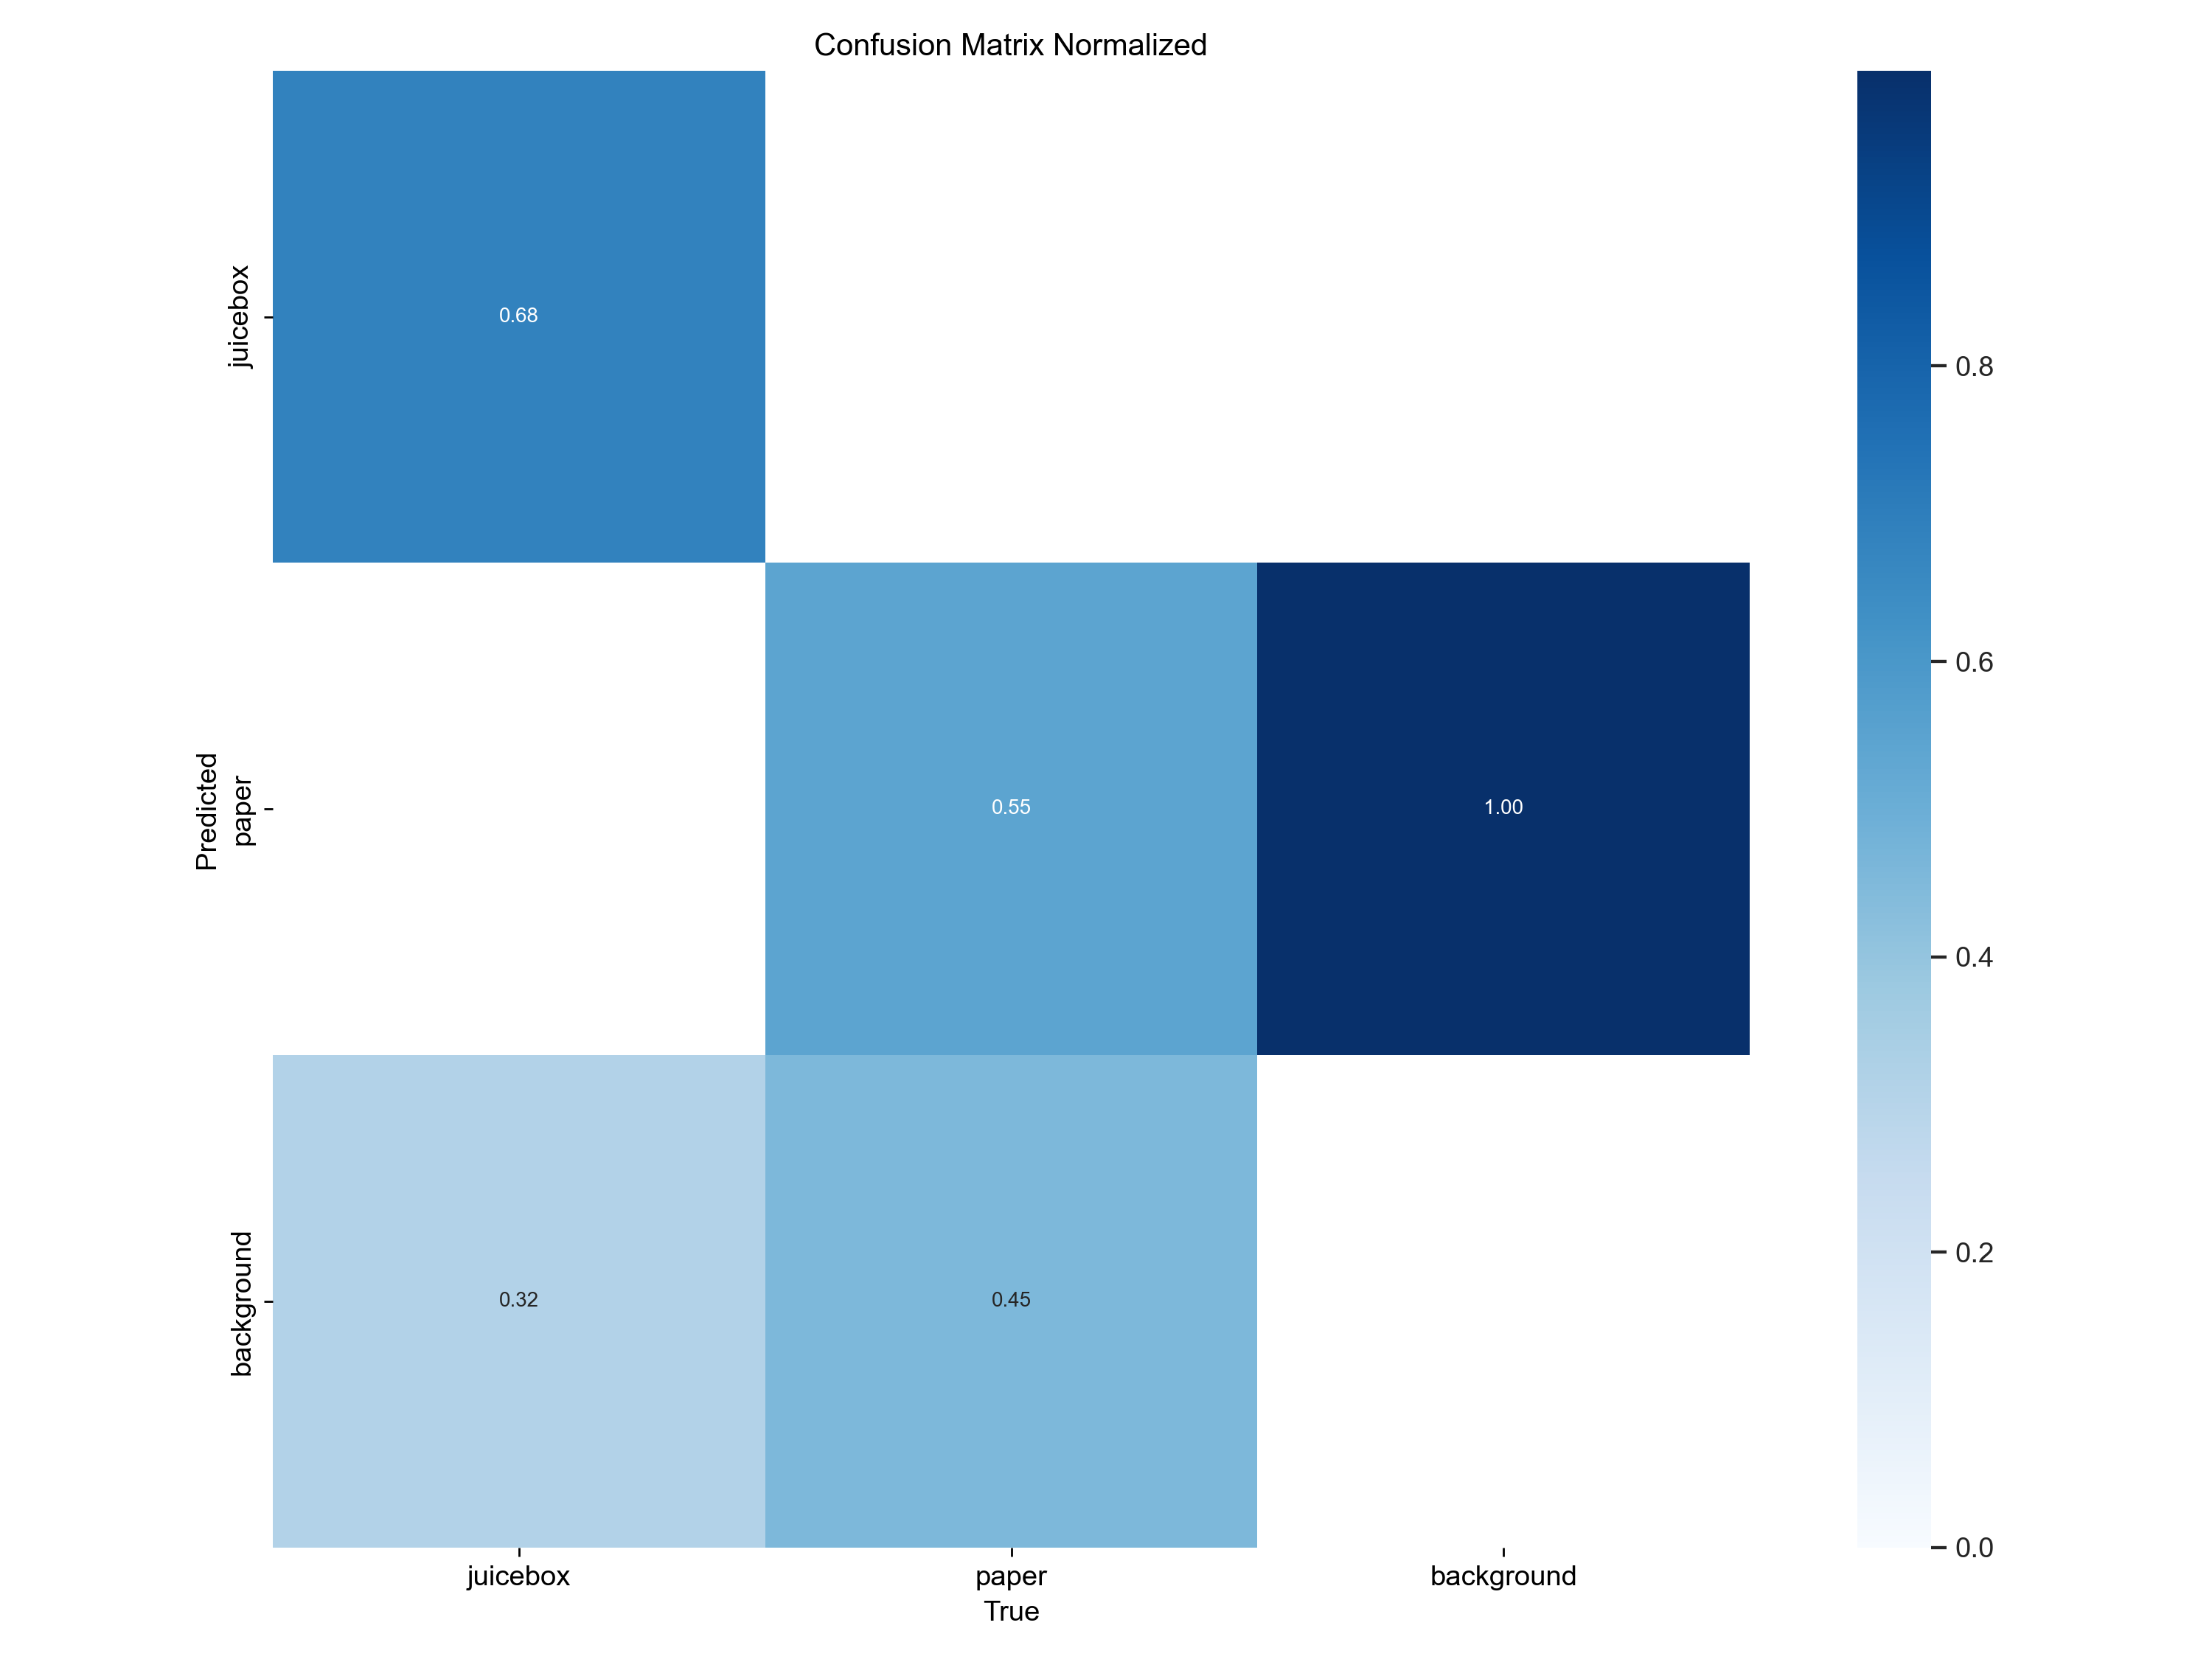 Confusion Matrix Normalized
juicebox
0.68
0.8
0.6
Predicted
paper
0.55
1.00
0.4
background
0.32
0.45
0.2
0.0
juicebox
paper
background
True